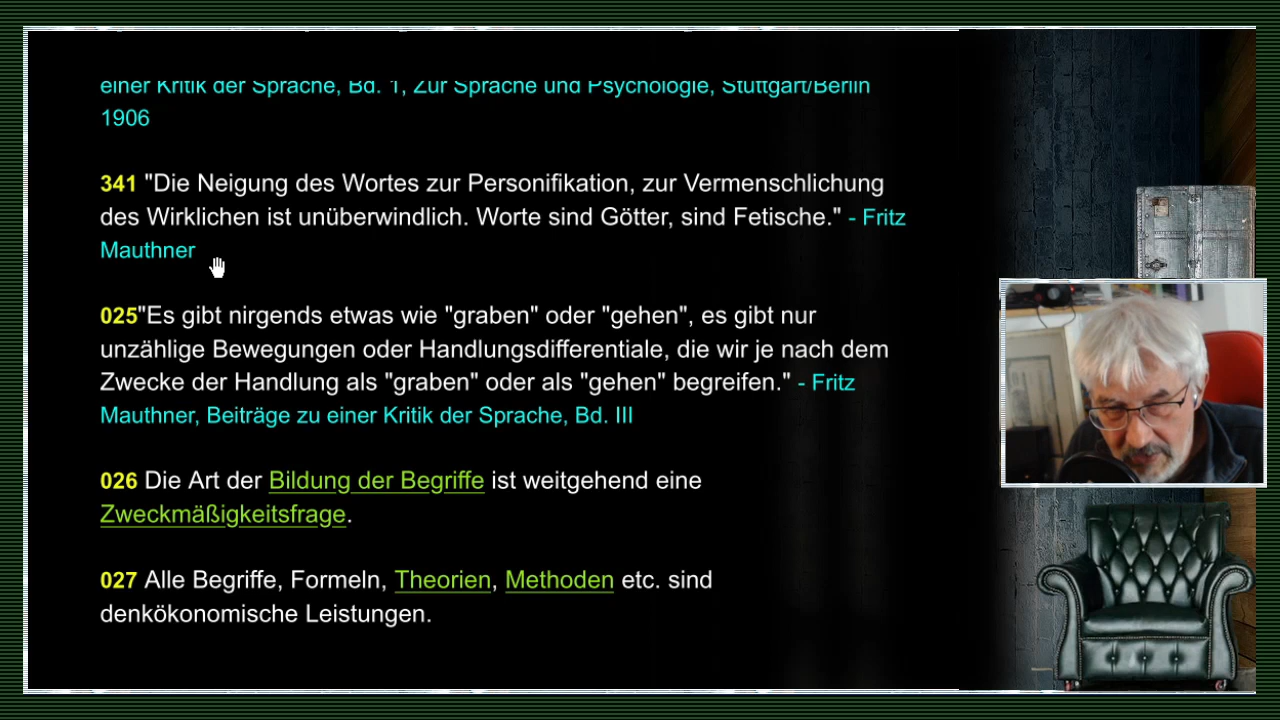 einer Kritik der Sprache, Bd. 1, Zur Sprache und Psychologie, Stuttgart/Berlin
1906
341 "Die Neigung des Wortes zur Personifikation, zur Vermenschlichung
des Wirklichen ist unüberwindlich. Worte sind Götter, sind Fetische." - Fritz
Mauthner
025"Es gibt nirgends etwas wie "graben" oder "gehen", es gibt nur
unzählige Bewegungen oder Handlungsdifferentiale, die wir je nach dem
Zwecke der Handlung als "graben" oder als "gehen" begreifen." - Fritz
Mauthner, Beiträge zu einer Kritik der Sprache, Bd. III
026 Die Art der Bildung der Begriffe ist weitgehend eine
Zweckmäßigkeitsfrage.
027 Alle Begriffe, Formeln, Theorien, Methoden etc. sind
denkökonomische Leistungen.